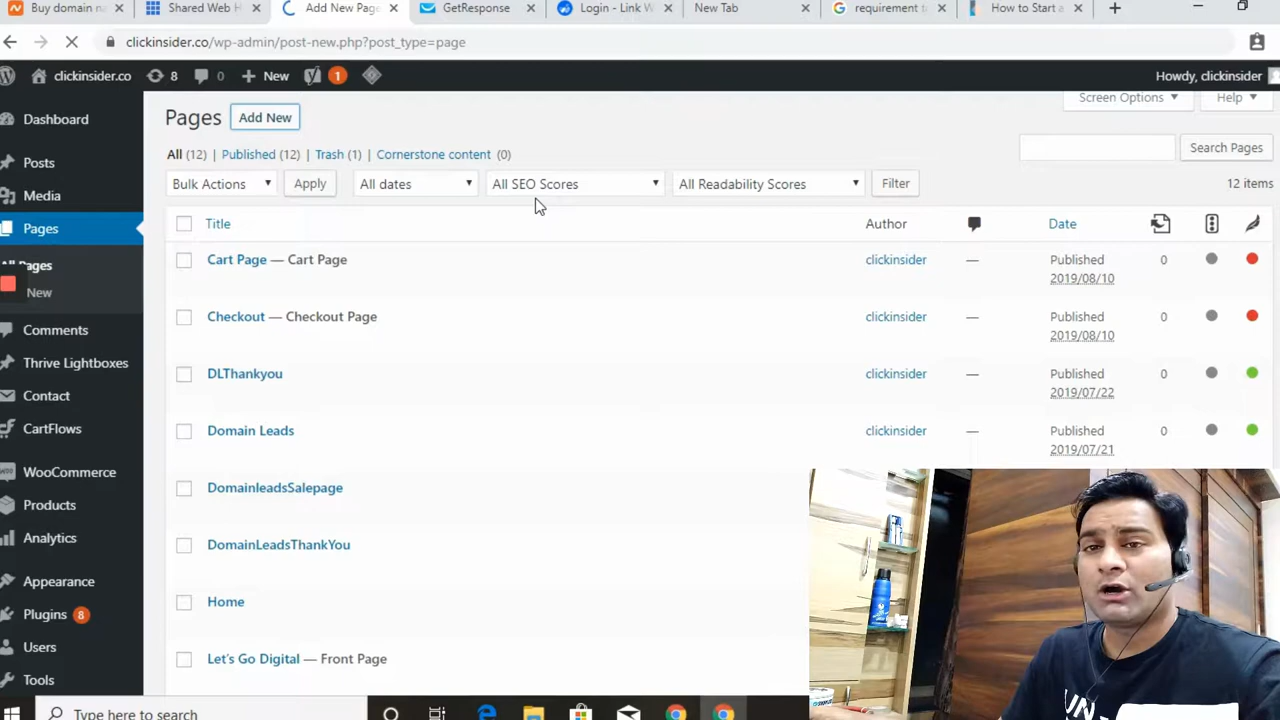 Buy domain na
Shared Web H
Add New Page
GetResponse
Login - Link W
New Tab
requirement t
How to Start a
clickinsider.co/wp-admin/post-new.php?post_type=page
clickinsider.co 8 0 New 1 Howdy, clickinsider
Dashboard
Posts
Media
Pages
All Pages
New
Comments
Thrive Lightboxes
Contact
CartFlows
WooCommerce
Products
Analytics
Appearance
Plugins 8
Users
Tools
Screen Options Help
Pages Add New
All (12) Published (12) Trash (1) Cornerstone content (0)
Search Pages
Bulk Actions Apply All dates All SEO Scores All Readability Scores Filter 12 items
Title Author Date
Cart Page — Cart Page clickinsider — Published 0
2019/08/10
Checkout — Checkout Page clickinsider — Published 0
2019/08/10
DLThankyou clickinsider — Published 0
2019/07/22
Domain Leads clickinsider — Published 0
2019/07/21
DomainleadsSalepage
DomainLeadsThankYou
Home
Let's Go Digital — Front Page
Type here to search